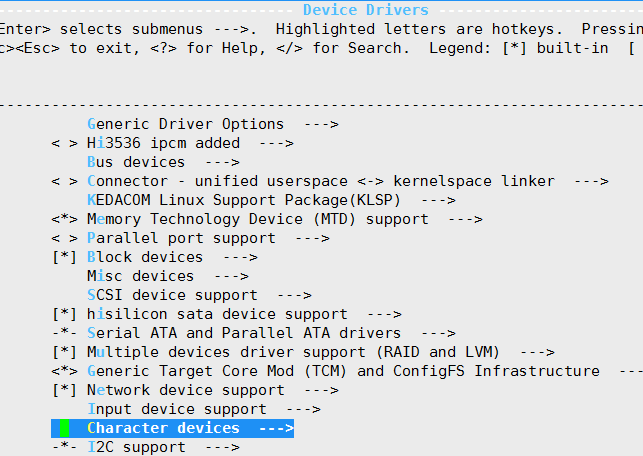 Device Drivers
Enter> selects submenus --->.  Highlighted letters are hotkeys.  Pressin
c><Esc> to exit, <?> for Help, </> for Search.  Legend: [*] built-in  [
Generic Driver Options  --->
< > Hi3536 ipcm added  --->
Bus devices  --->
< > Connector - unified userspace <-> kernelspace linker  --->
KEDACOM Linux Support Package(KLSP)  --->
<*> Memory Technology Device (MTD) support  --->
< > Parallel port support  --->
[*] Block devices  --->
Misc devices  --->
SCSI device support  --->
[*] hisilicon sata device support  --->
-*- Serial ATA and Parallel ATA drivers  --->
[*] Multiple devices driver support (RAID and LVM)  --->
<*> Generic Target Core Mod (TCM) and ConfigFS Infrastructure  ---
[*] Network device support  --->
Input device support  --->
Character devices  --->
-*- I2C support  --->